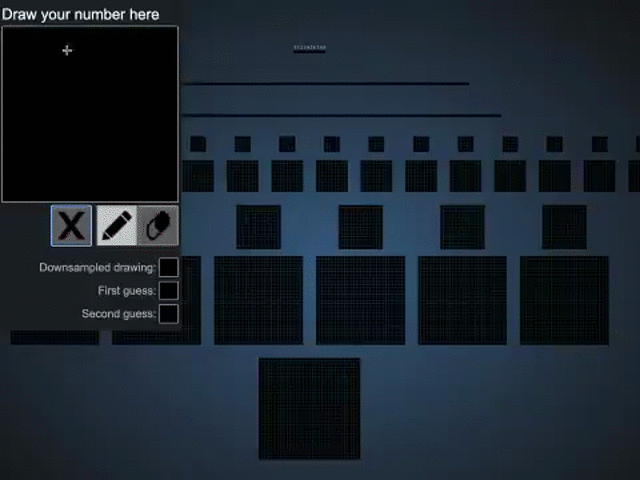 Draw your number here
Downsampled drawing:
First guess:
Second guess: